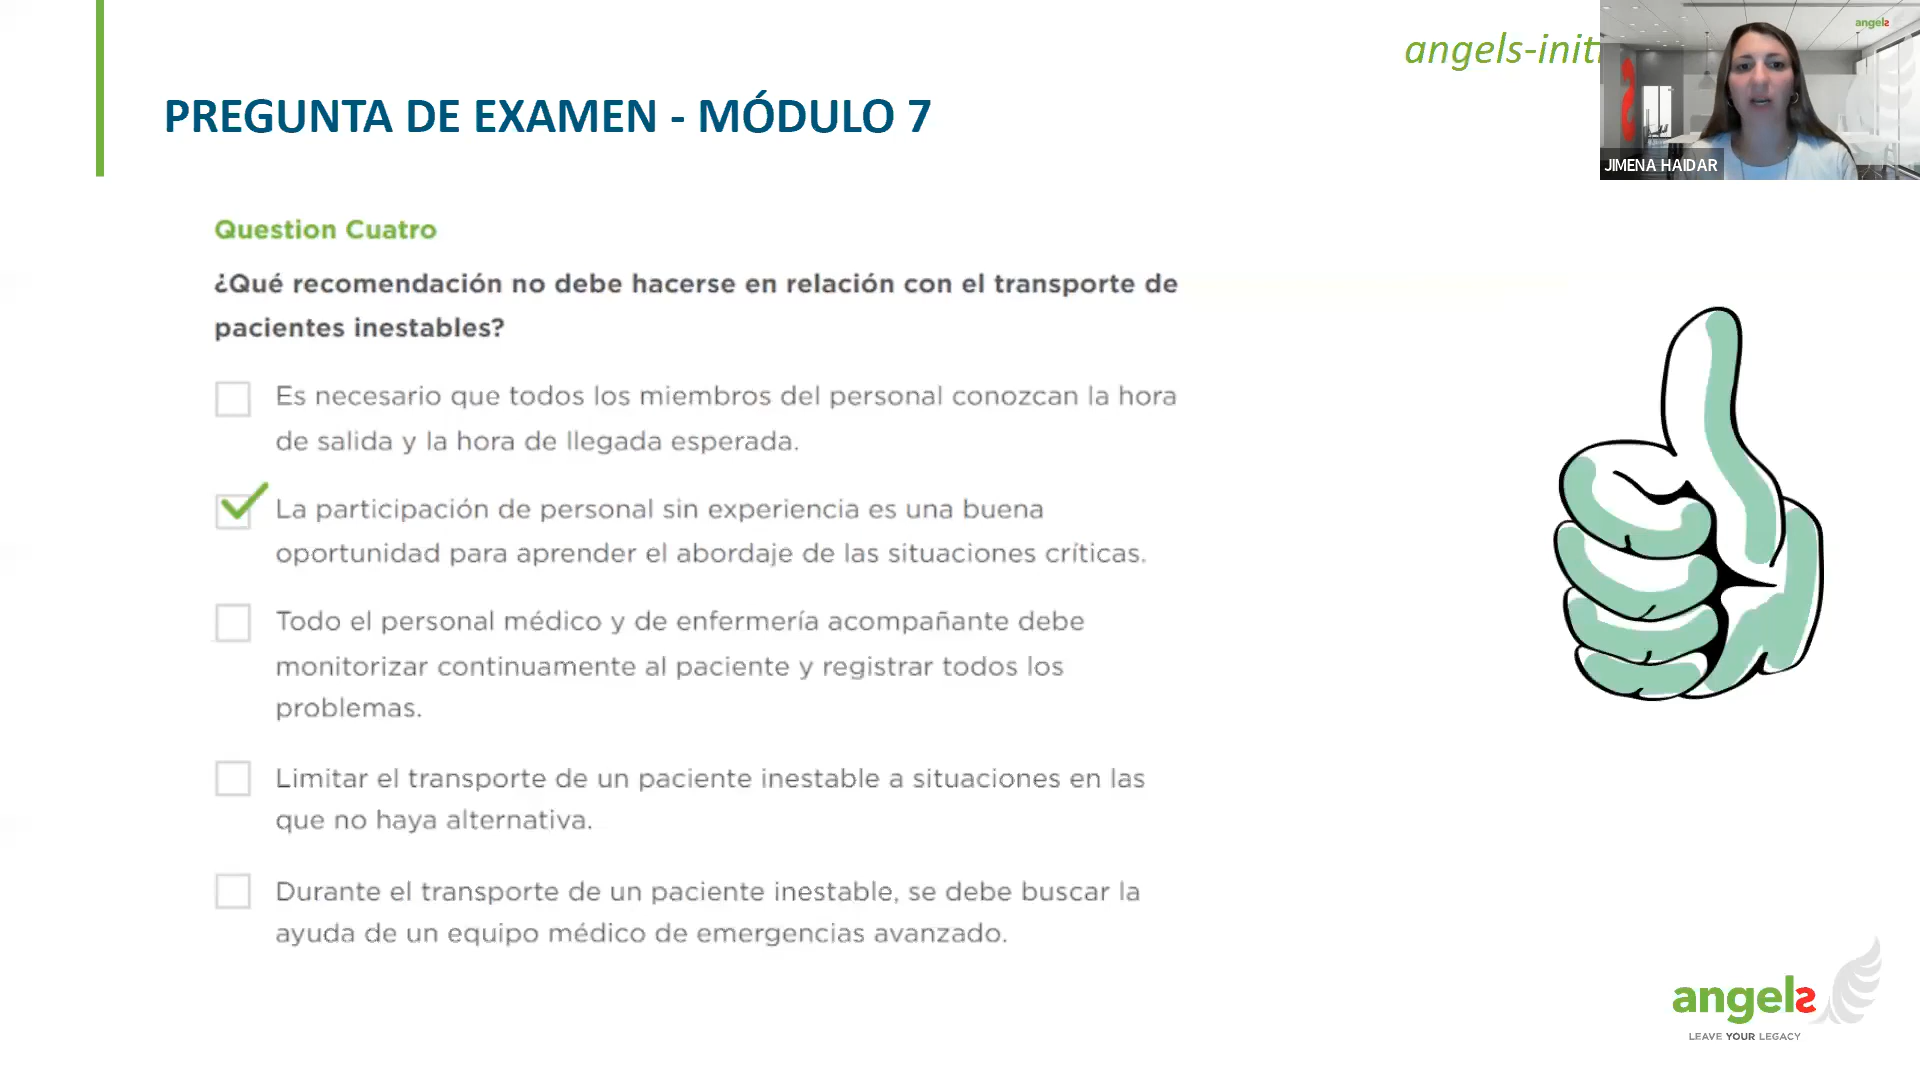 angels-init
angels
JIMENA HAIDAR
PREGUNTA DE EXAMEN - MÓDULO 7
Question Cuatro
¿Qué recomendación no debe hacerse en relación con el transporte de
pacientes inestables?
Es necesario que todos los miembros del personal conozcan la hora
de salida y la hora de llegada esperada.
La participación de personal sin experiencia es una buena
oportunidad para aprender el abordaje de las situaciones críticas.
Todo el personal médico y de enfermería acompañante debe
monitorizar continuamente al paciente y registrar todos los
problemas.
Limitar el transporte de un paciente inestable a situaciones en las
que no haya alternativa.
Durante el transporte de un paciente inestable, se debe buscar la
ayuda de un equipo médico de emergencias avanzado.
angels
LEAVE YOUR LEGACY